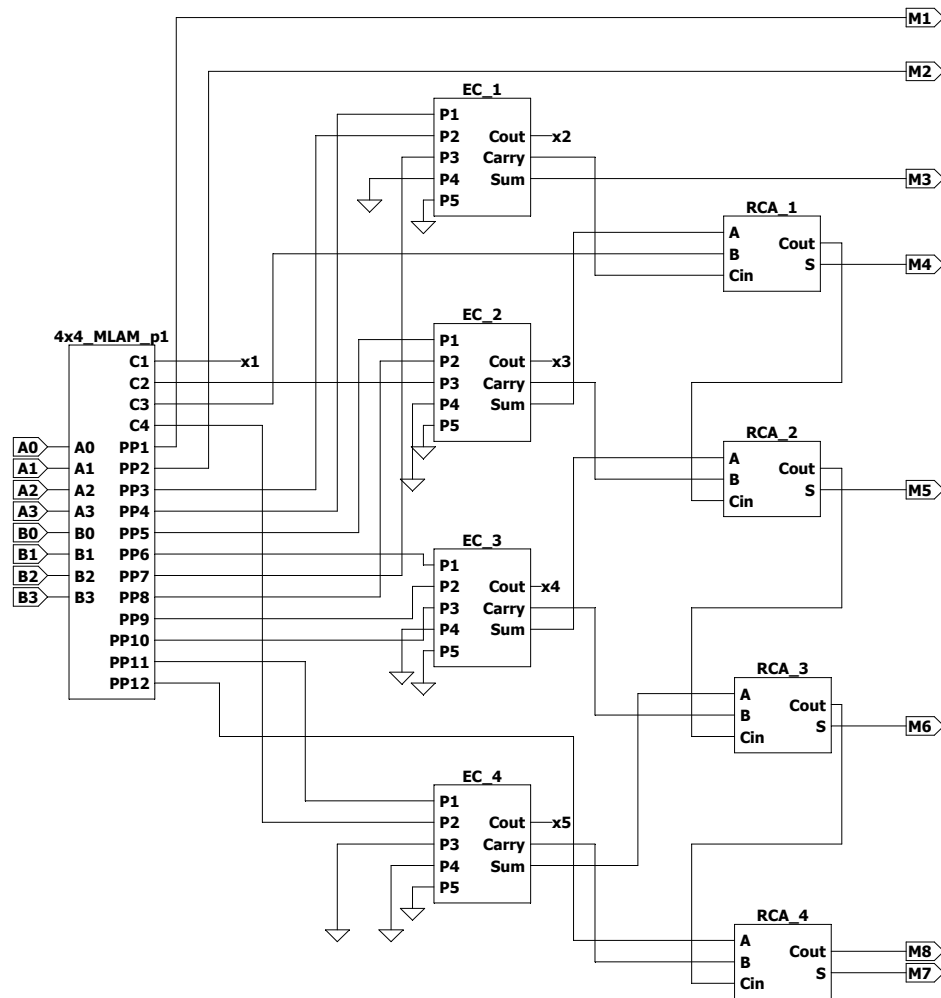 M1
M2
EC_1
P1
P2 Cout x2
P3 Carry
P4 Sum M3
P5
RCA_1
A Cout
B S M4
Cin
EC_2
P1
P2 Cout x3
P3 Carry
P4 Sum
P5
4x4_MLAM_p1
C1 x1
C2
C3
C4
A0 A0 PP1
A1 A1 PP2
A2 A2 PP3
A3 A3 PP4
B0 B0 PP5
B1 B1 PP6
B2 B2 PP7
B3 B3 PP8
PP9
PP10
PP11
PP12
RCA_2
A Cout
B S M5
Cin
EC_3
P1
P2 Cout x4
P3 Carry
P4 Sum
P5
RCA_3
A Cout
B S M6
Cin
EC_4
P1
P2 Cout x5
P3 Carry
P4 Sum
P5
RCA_4
A Cout M8
B S M7
Cin